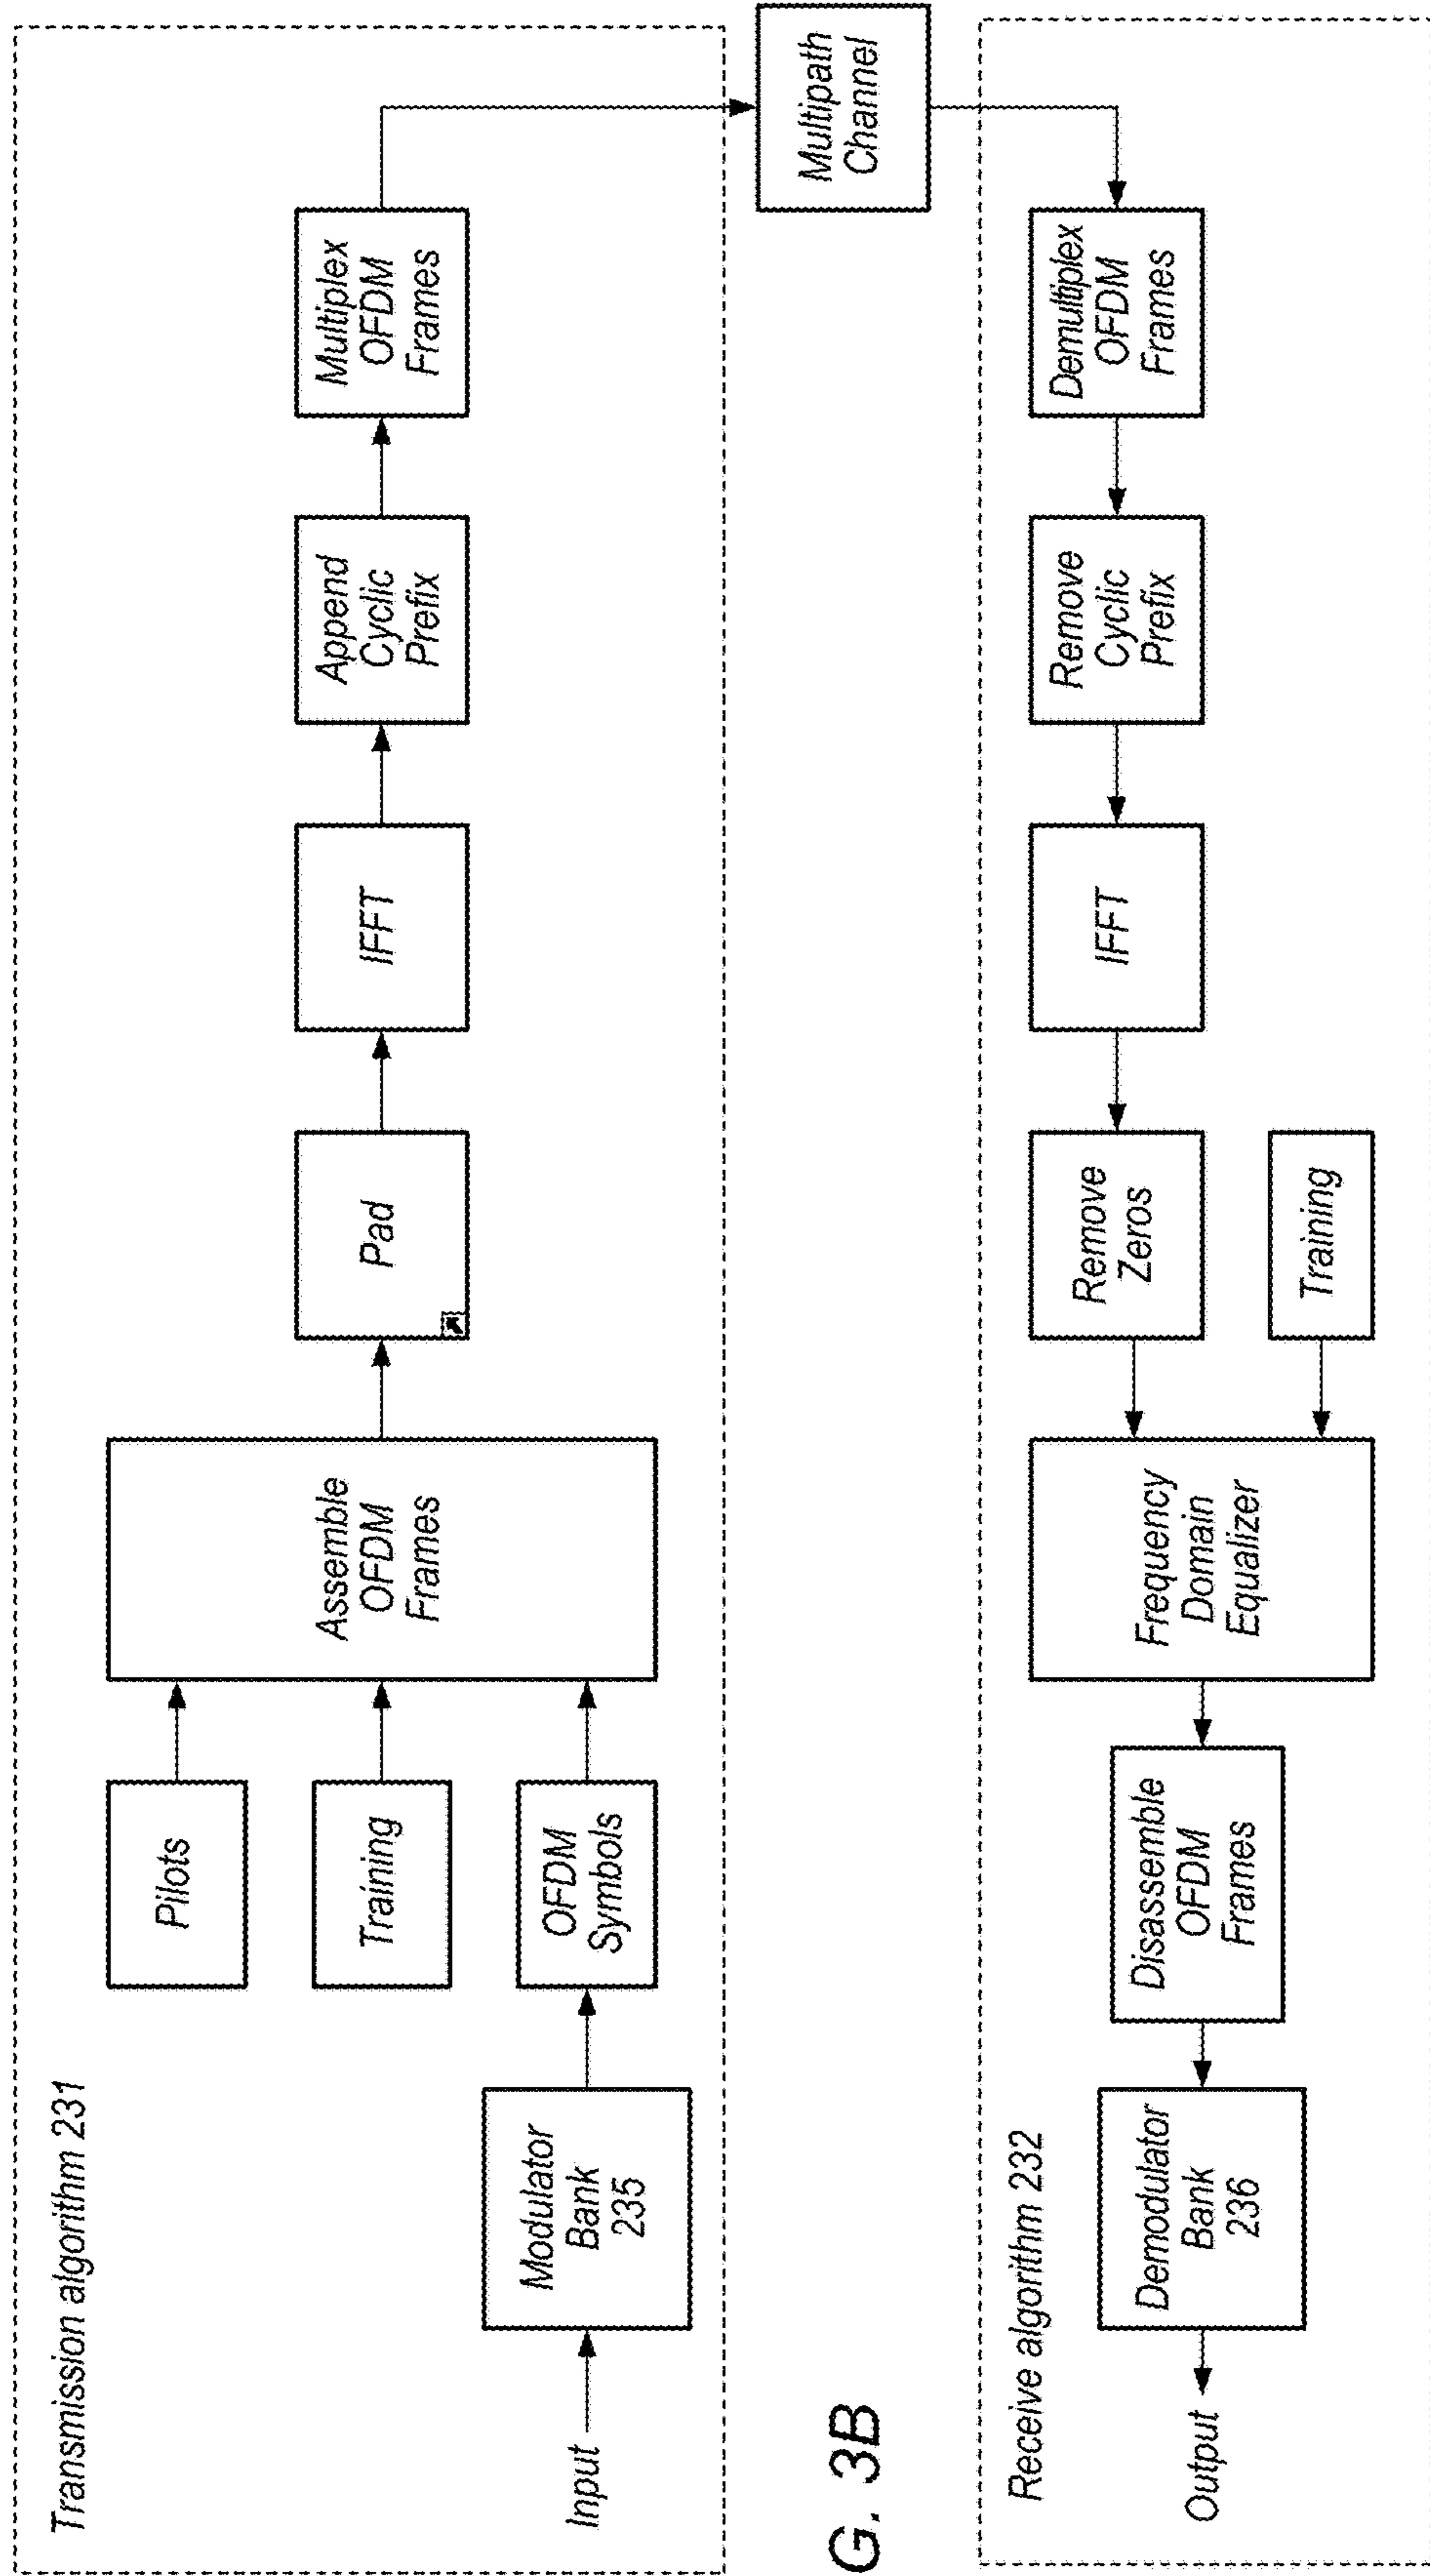 Transmission algorithm 231
Input
Modulator
Bank
235
Pilots
Training
OFDM
Symbols
Assemble
OFDM
Frames
Pad
IFFT
Append
Cyclic
Prefix
Multiplex
OFDM
Frames
Multipath
Channel
G. 3B
Receive algorithm 232
Demultiplex
OFDM
Frames
Remove
Cyclic
Prefix
IFFT
Remove
Zeros
Training
Frequency
Domain
Equalizer
Disassemble
OFDM
Frames
Demodulator
Bank
236
Output